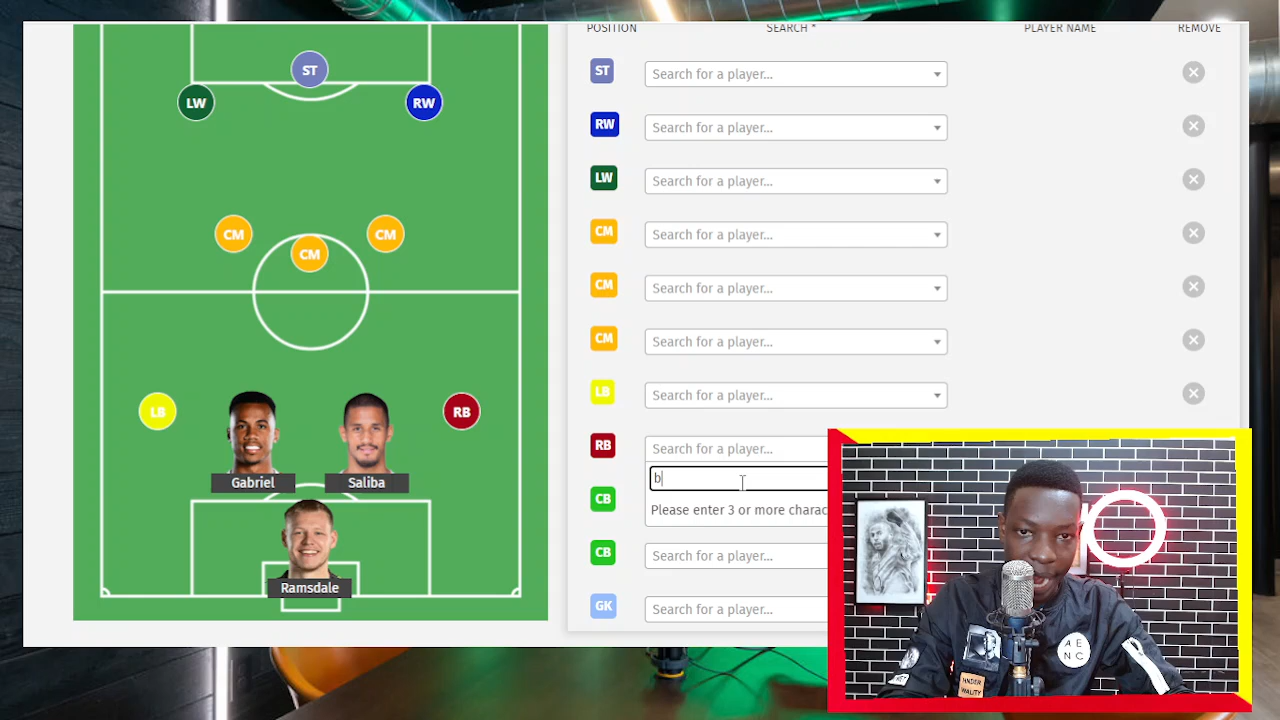 ST
LW
RW
CM
CM
CM
LB
RB
Gabriel
Saliba
Ramsdale
POSITION SEARCH * PLAYER NAME REMOVE
ST Search for a player...
RW Search for a player...
LW Search for a player...
CM Search for a player...
CM Search for a player...
CM Search for a player...
LB Search for a player...
RB Search for a player...
b
Please enter 3 or more charac
CB
CB Search for a player...
GK Search for a player...
A E
N C
HNDER
WALITY